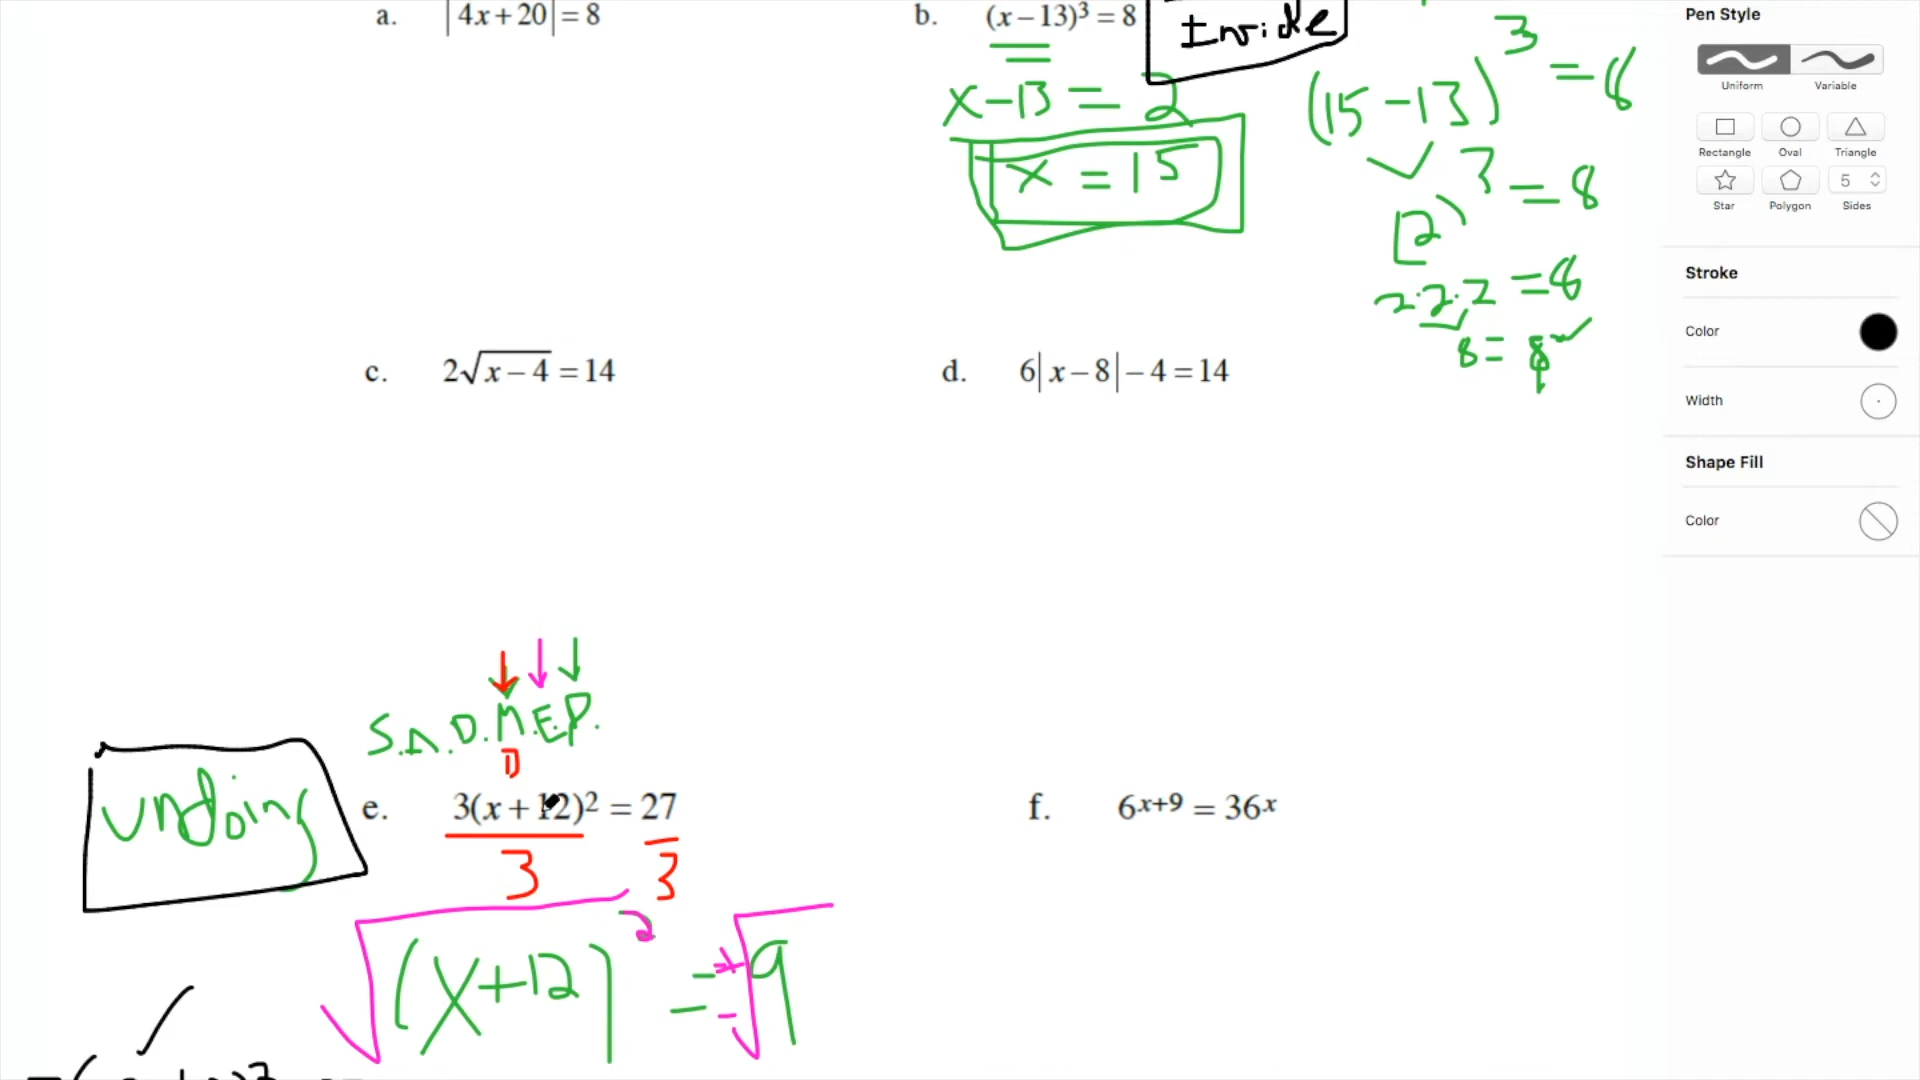 a. |4x+20|=8
b. (x−13)³ = 8
Inside
x−13 = 2
x = 15
(15−13)³ = 8
(2)³ = 8
2·2·2 = 8
8 = 8
c. 2√x−4 = 14
d. 6|x−8|−4=14
undoing
S.A.D.M.E.P.
D
e. 3(x+12)² = 27
3 3
√(x+12)² = ±√9
f. 6ˣ⁺⁹ = 36ˣ
Pen Style
Uniform Variable
Rectangle Oval Triangle
5
Star Polygon Sides
Stroke
Color
Width
Shape Fill
Color